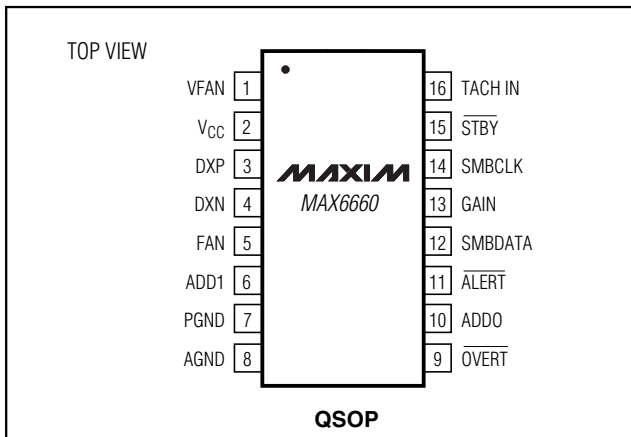 TOP VIEW
VFAN 1
VCC 2
DXP 3
DXN 4
FAN 5
ADD1 6
PGND 7
AGND 8
MAXIM
MAX6660
16 TACH IN
15 STBY
14 SMBCLK
13 GAIN
12 SMBDATA
11 ALERT
10 ADD0
9 OVERT
QSOP